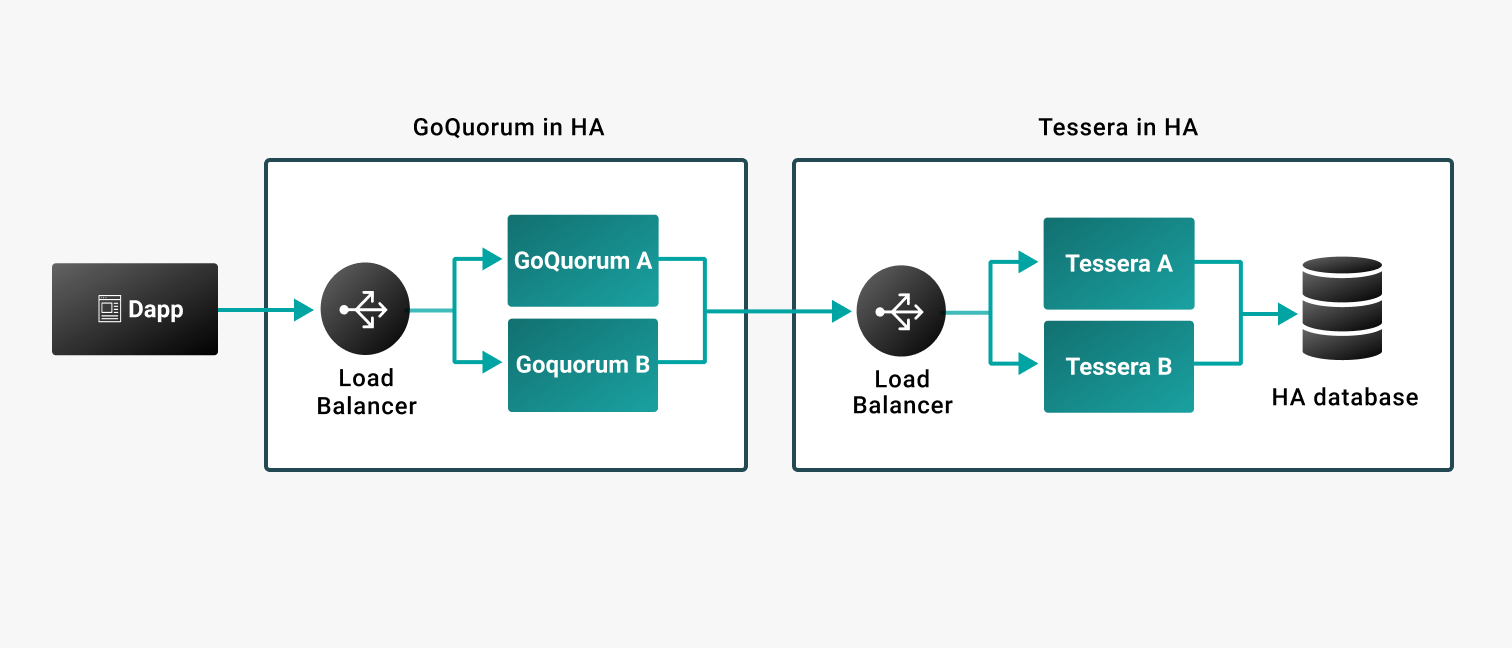 GoQuorum in HA
Tessera in HA
Dapp
Load
Balancer
GoQuorum A
Goquorum B
Load
Balancer
Tessera A
Tessera B
HA database